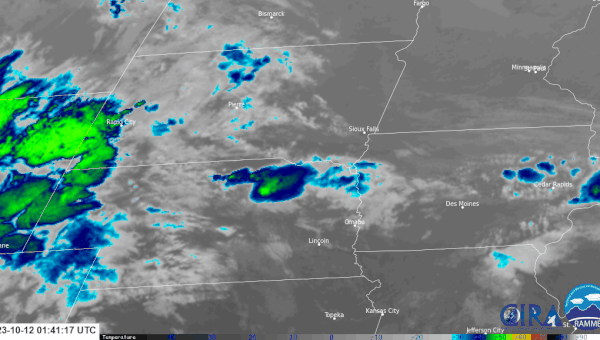 Fargo
Bismarck
Minneapolis
Pierre
Rapid City
Sioux Falls
Cedar Rapids
Des Moines
Omaha
Lincoln
Kansas City
Topeka
CIRA
RAMMB
St.
Jefferson City
23-10-12 01:41:17 UTC
Temperature